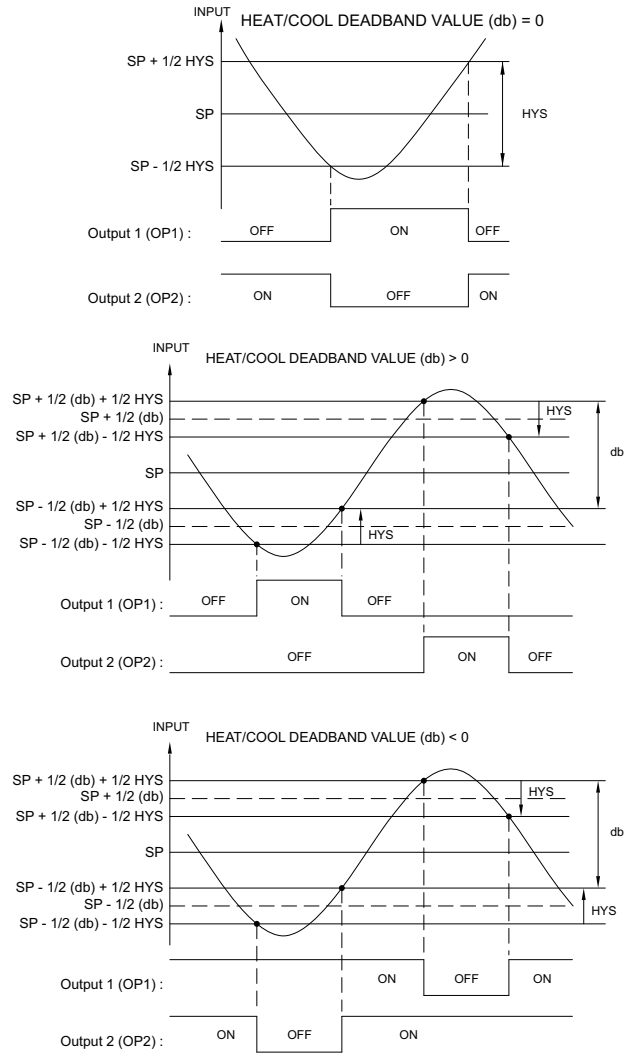 INPUT
HEAT/COOL DEADBAND VALUE (db) = 0
SP + 1/2 HYS
SP
HYS
SP - 1/2 HYS
Output 1 (OP1) :
OFF
ON
OFF
Output 2 (OP2) :
ON
OFF
ON
INPUT
HEAT/COOL DEADBAND VALUE (db) > 0
SP + 1/2 (db) + 1/2 HYS
SP + 1/2 (db)
HYS
SP + 1/2 (db) - 1/2 HYS
db
SP
SP - 1/2 (db) + 1/2 HYS
SP - 1/2 (db)
HYS
SP - 1/2 (db) - 1/2 HYS
Output 1 (OP1) :
OFF
ON
OFF
Output 2 (OP2) :
OFF
ON
OFF
INPUT
HEAT/COOL DEADBAND VALUE (db) < 0
SP + 1/2 (db) + 1/2 HYS
SP + 1/2 (db)
HYS
SP + 1/2 (db) - 1/2 HYS
db
SP
SP - 1/2 (db) + 1/2 HYS
SP - 1/2 (db)
HYS
SP - 1/2 (db) - 1/2 HYS
Output 1 (OP1) :
ON
OFF
ON
Output 2 (OP2) :
ON
OFF
ON